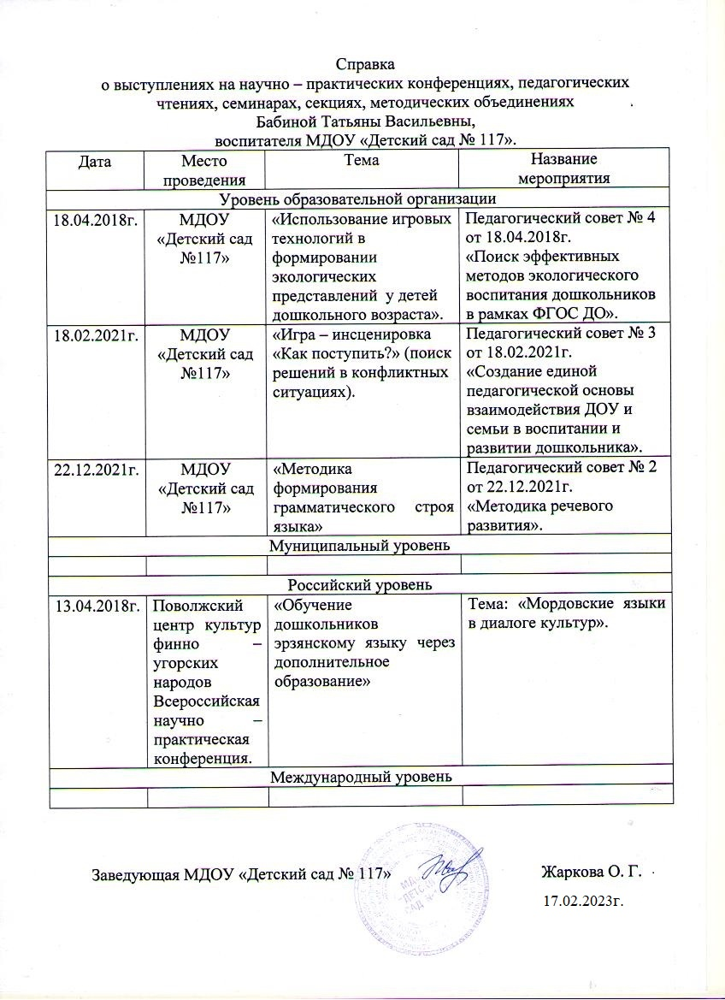 Справка
о выступлениях на научно – практических конференциях, педагогических
чтениях, семинарах, секциях, методических объединениях
Бабиной Татьяны Васильевны,
воспитателя МДОУ «Детский сад № 117».
Дата
Место
проведения
Тема
Название
мероприятия
Уровень образовательной организации
18.04.2018г.
МДОУ
«Детский сад
№117»
«Использование игровых
технологий в
формировании
экологических
представлений у детей
дошкольного возраста».
Педагогический совет № 4
от 18.04.2018г.
«Поиск эффективных
методов экологического
воспитания дошкольников
в рамках ФГОС ДО».
18.02.2021г.
МДОУ
«Детский сад
№117»
«Игра – инсценировка
«Как поступить?» (поиск
решений в конфликтных
ситуациях).
Педагогический совет № 3
от 18.02.2021г.
«Создание единой
педагогической основы
взаимодействия ДОУ и
семьи в воспитании и
развитии дошкольника».
22.12.2021г.
МДОУ
«Детский сад
№117»
«Методика
формирования
грамматического строя
языка»
Педагогический совет № 2
от 22.12.2021г.
«Методика речевого
развития».
Муниципальный уровень
Российский уровень
13.04.2018г.
Поволжский
центр культур
финно –
угорских
народов
Всероссийская
научно –
практическая
конференция.
«Обучение
дошкольников
эрзянскому языку через
дополнительное
образование»
Тема: «Мордовские языки
в диалоге культур».
Международный уровень
Заведующая МДОУ «Детский сад № 117»
Жаркова О. Г.
17.02.2023г.